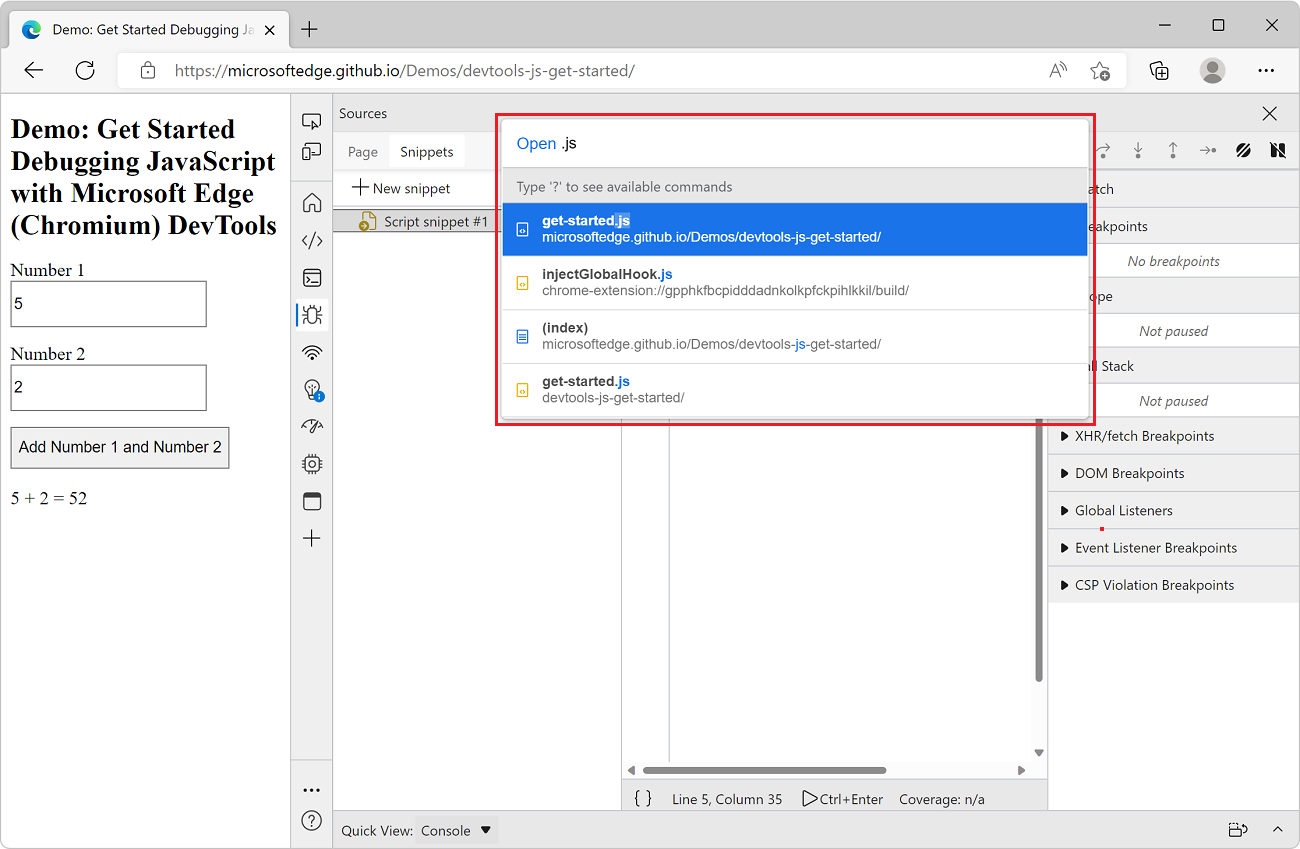 Demo: Get Started Debugging Ja
https://microsoftedge.github.io/Demos/devtools-js-get-started/
Demo: Get Started
Debugging JavaScript
with Microsoft Edge
(Chromium) DevTools
Number 1
5
Number 2
2
Add Number 1 and Number 2
5 + 2 = 52
Sources
Page Snippets
New snippet
Script snippet #1
Open .js
Type '?' to see available commands
get-started.js
microsoftedge.github.io/Demos/devtools-js-get-started/
injectGlobalHook.js
chrome-extension://gpphkfbcpidddadnkolkpfckpihlkkil/build/
(index)
microsoftedge.github.io/Demos/devtools-js-get-started/
get-started.js
devtools-js-get-started/
atch
eakpoints
No breakpoints
ope
Not paused
ll Stack
Not paused
XHR/fetch Breakpoints
DOM Breakpoints
Global Listeners
Event Listener Breakpoints
CSP Violation Breakpoints
{ } Line 5, Column 35 Ctrl+Enter Coverage: n/a
Quick View: Console